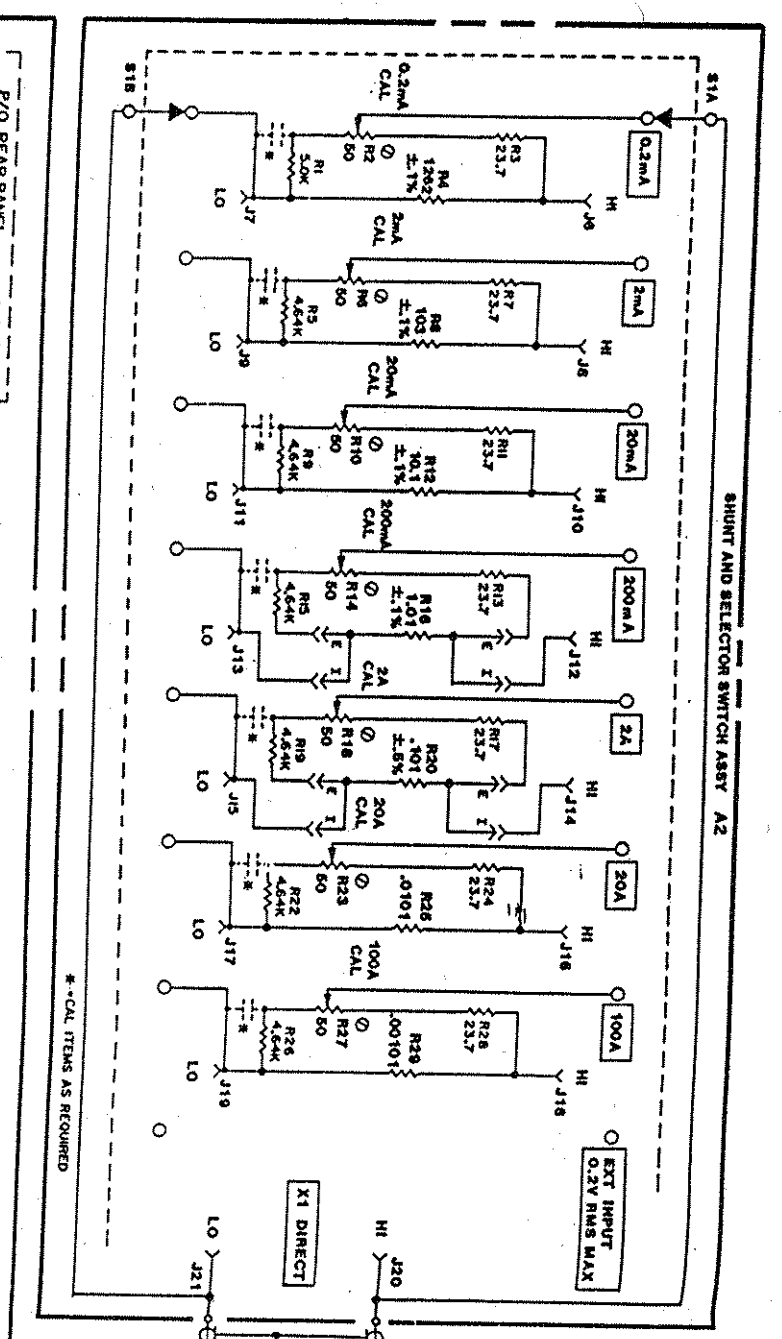 SHUNT AND SELECTOR SWITCH ASSY A2
S1A
S1B
0.2mA
HI
J6
R3
23.7
R4
1262
±.1%
0.2mA
CAL
R2
50
R1
5.0K
*
LO
J7
2mA
HI
J8
R7
23.7
R8
103
±.1%
2mA
CAL
R6
50
R5
4.64K
*
LO
J9
20mA
HI
J10
R11
23.7
R12
10.1
±.1%
20mA
CAL
R10
50
R9
4.64K
*
LO
J11
200mA
HI
J12
R13
23.7
E
I
R16
1.01
±.1%
200mA
CAL
R14
50
R15
4.64K
E
I
*
LO
J13
2A
HI
J14
R17
23.7
E
I
R20
.101
±.5%
2A
CAL
R18
50
R19
4.64K
E
I
*
LO
J15
20A
HI
J16
R24
23.7
R25
.0101
20A
CAL
R23
50
R22
4.64K
*
LO
J17
100A
HI
J18
R28
23.7
R29
.00101
100A
CAL
R27
50
R26
4.64K
*
LO
J19
EXT INPUT
0.2V RMS MAX
HI
J20
X1 DIRECT
LO
J21
*=CAL ITEMS AS REQUIRED
P/O REAR PANEL